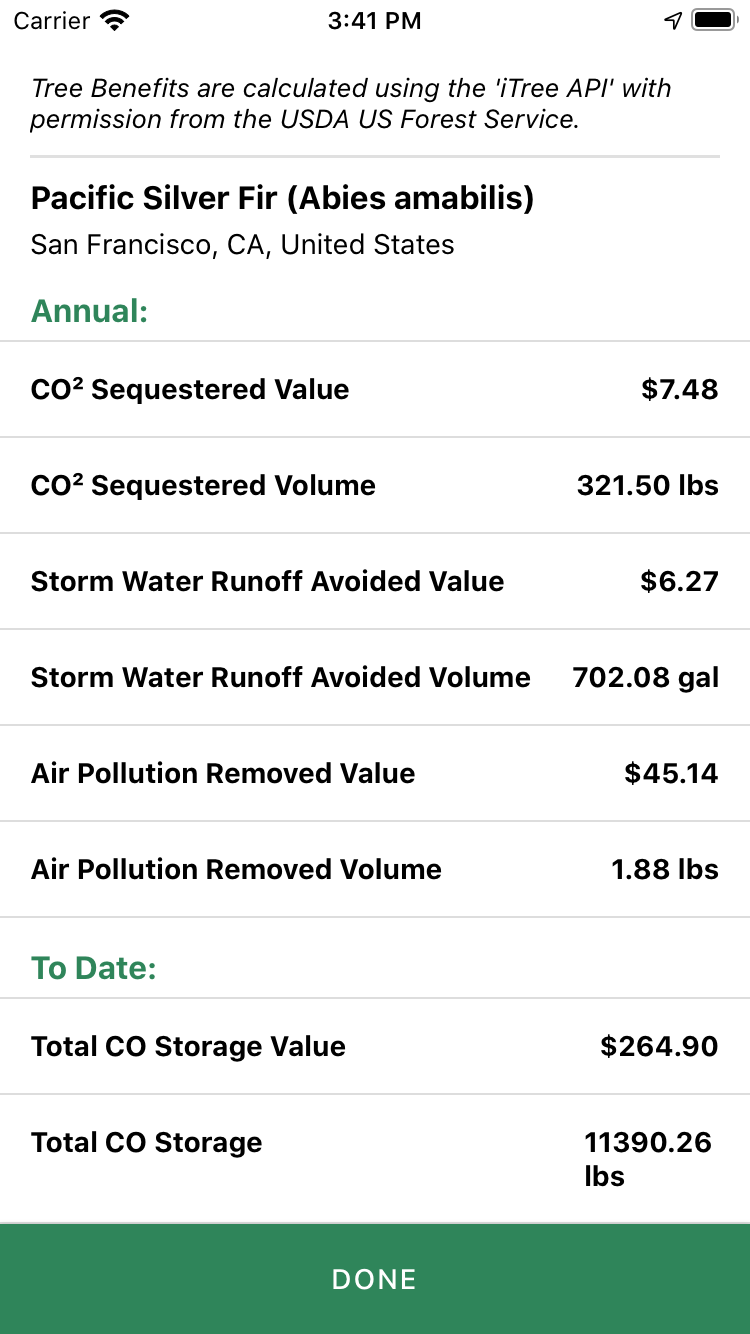 Carrier 3:41 PM
Tree Benefits are calculated using the 'iTree API' with
permission from the USDA US Forest Service.
Pacific Silver Fir (Abies amabilis)
San Francisco, CA, United States
Annual:
CO² Sequestered Value $7.48
CO² Sequestered Volume 321.50 lbs
Storm Water Runoff Avoided Value $6.27
Storm Water Runoff Avoided Volume 702.08 gal
Air Pollution Removed Value $45.14
Air Pollution Removed Volume 1.88 lbs
To Date:
Total CO Storage Value $264.90
Total CO Storage 11390.26
lbs
DONE